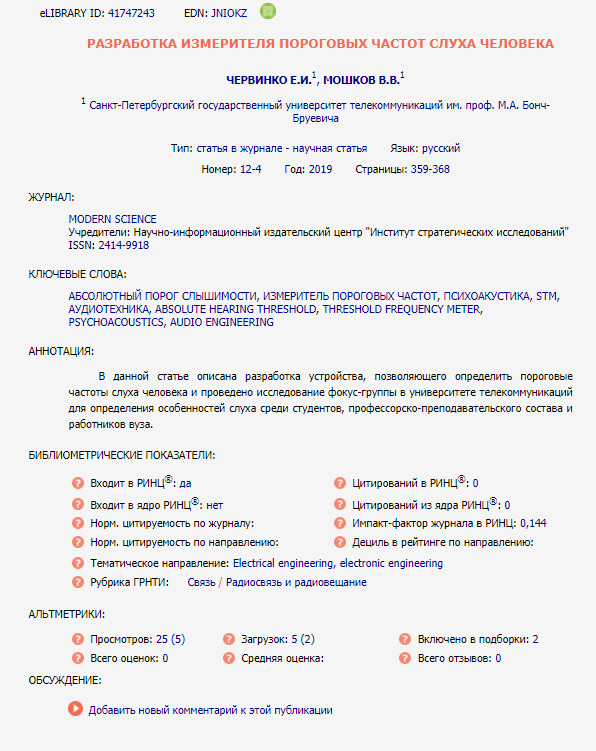 eLIBRARY ID: 41747243 EDN: JNIOKZ
РАЗРАБОТКА ИЗМЕРИТЕЛЯ ПОРОГОВЫХ ЧАСТОТ СЛУХА ЧЕЛОВЕКА
ЧЕРВИНКО Е.И.1, МОШКОВ В.В.1
1 Санкт-Петербургский государственный университет телекоммуникаций им. проф. М.А. Бонч-
Бруевича
Тип: статья в журнале - научная статья Язык: русский
Номер: 12-4 Год: 2019 Страницы: 359-368
ЖУРНАЛ:
MODERN SCIENCE
Учредители: Научно-информационный издательский центр "Институт стратегических исследований"
ISSN: 2414-9918
КЛЮЧЕВЫЕ СЛОВА:
АБСОЛЮТНЫЙ ПОРОГ СЛЫШИМОСТИ, ИЗМЕРИТЕЛЬ ПОРОГОВЫХ ЧАСТОТ, ПСИХОАКУСТИКА, STM,
АУДИОТЕХНИКА, ABSOLUTE HEARING THRESHOLD, THRESHOLD FREQUENCY METER,
PSYCHOACOUSTICS, AUDIO ENGINEERING
АННОТАЦИЯ:
В данной статье описана разработка устройства, позволяющего определить пороговые
частоты слуха человека и проведено исследование фокус-группы в университете телекоммуникаций
для определения особенностей слуха среди студентов, профессорско-преподавательского состава и
работников вуза.
БИБЛИОМЕТРИЧЕСКИЕ ПОКАЗАТЕЛИ:
Входит в РИНЦ®: да Цитирований в РИНЦ®: 0
Входит в ядро РИНЦ®: нет Цитирований из ядра РИНЦ®: 0
Норм. цитируемость по журналу: Импакт-фактор журнала в РИНЦ: 0,144
Норм. цитируемость по направлению: Дециль в рейтинге по направлению:
Тематическое направление: Electrical engineering, electronic engineering
Рубрика ГРНТИ: Связь / Радиосвязь и радиовещание
АЛЬТМЕТРИКИ:
Просмотров: 25 (5) Загрузок: 5 (2) Включено в подборки: 2
Всего оценок: 0 Средняя оценка: Всего отзывов: 0
ОБСУЖДЕНИЕ:
Добавить новый комментарий к этой публикации